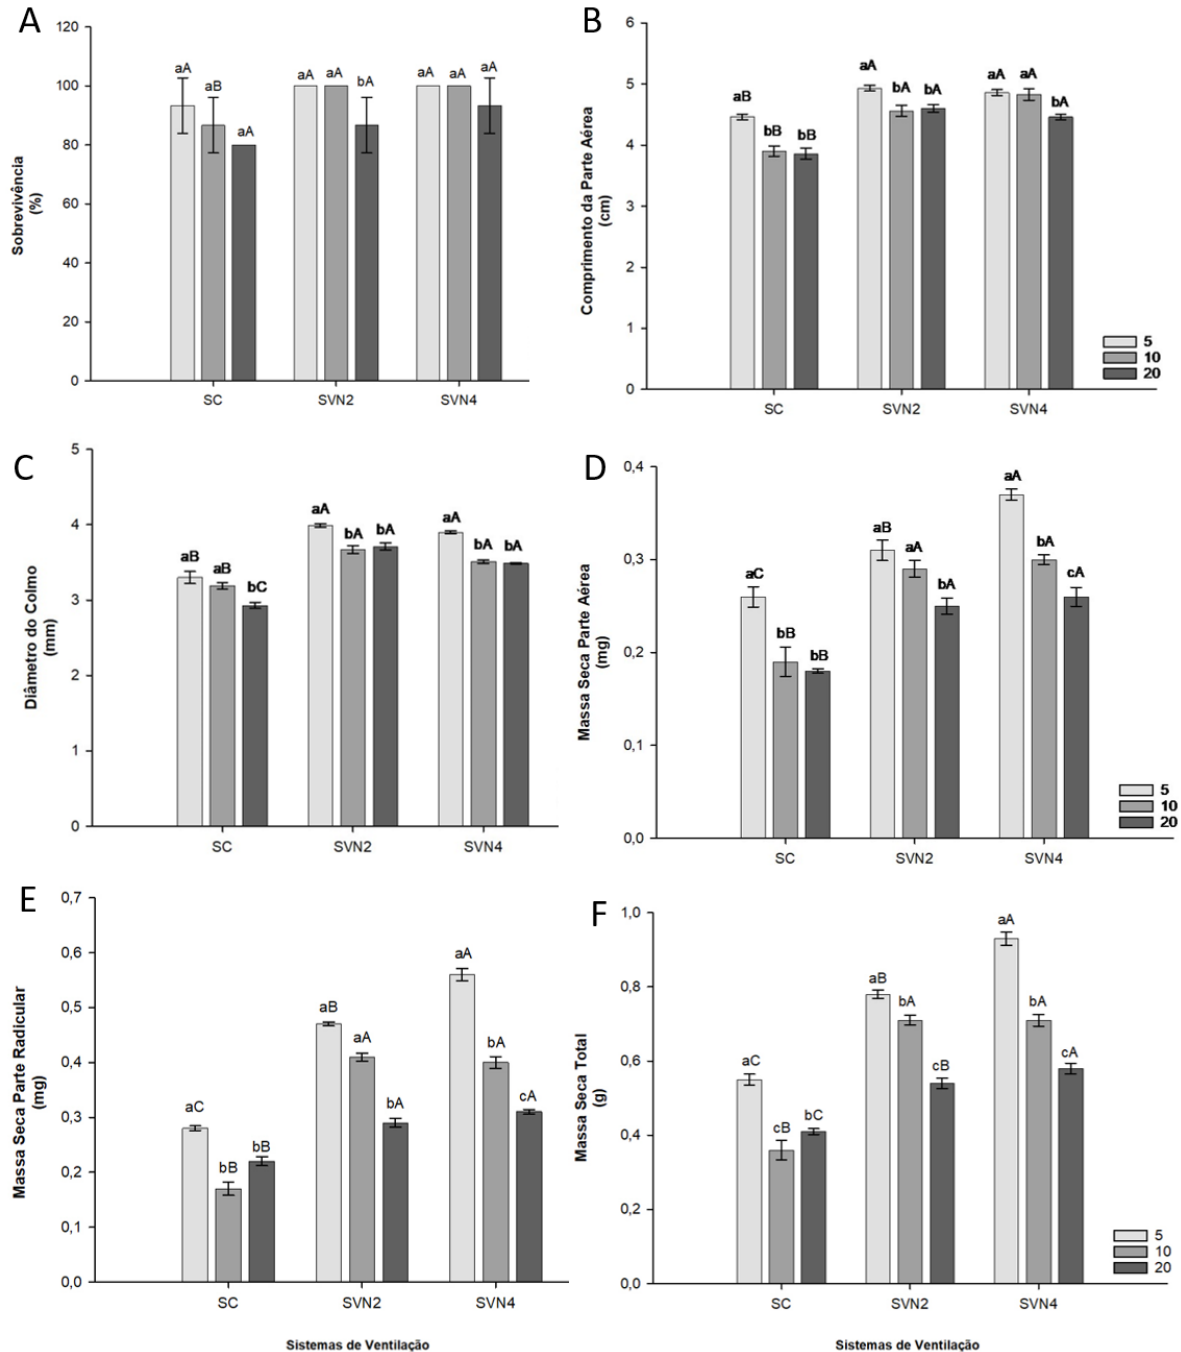 A
120
100
80
60
40
20
0
Sobrevivência
(%)
aA
aB
aA
aA
aA
bA
aA
aA
aA
SC
SVN2
SVN4
B
6
5
4
3
2
1
0
Comprimento da Parte Aérea
(cm)
aB
bB
bB
aA
bA
bA
aA
aA
bA
SC
SVN2
SVN4
5
10
20
C
5
4
3
2
1
0
Diâmetro do Colmo
(mm)
aB
aB
bC
aA
bA
bA
aA
bA
bA
SC
SVN2
SVN4
D
0,4
0,3
0,2
0,1
0,0
Massa Seca Parte Aérea
(mg)
aC
bB
bB
aB
aA
bA
aA
bA
cA
SC
SVN2
SVN4
5
10
20
E
0,7
0,6
0,5
0,4
0,3
0,2
0,1
0,0
Massa Seca Parte Radicular
(mg)
aC
bB
bB
aB
aA
bA
aA
bA
cA
SC
SVN2
SVN4
Sistemas de Ventilação
F
1,0
0,8
0,6
0,4
0,2
0,0
Massa Seca Total
(g)
aC
cB
bC
aB
bA
cB
aA
bA
cA
SC
SVN2
SVN4
5
10
20
Sistemas de Ventilação